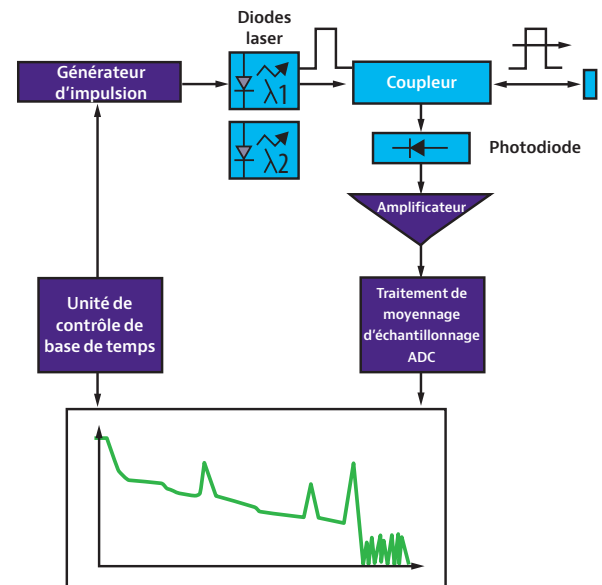 Diodes
laser
Générateur
d'impulsion
λ1
Coupleur
λ2
Photodiode
Amplificateur
Unité de
contrôle de
base de temps
Traitement de
moyennage
d'échantillonnage
ADC